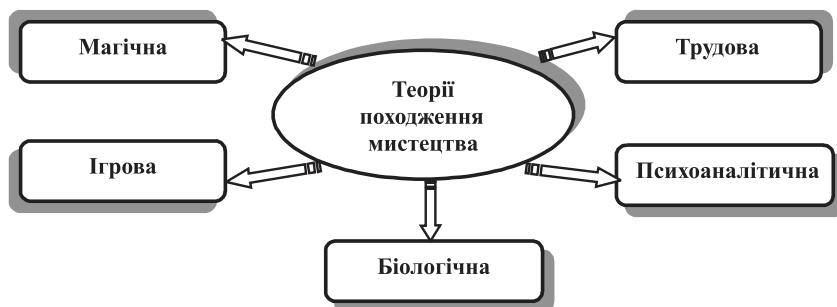 Магічна
Трудова
Теорії
походження
мистецтва
Ігрова
Психоаналітична
Біологічна